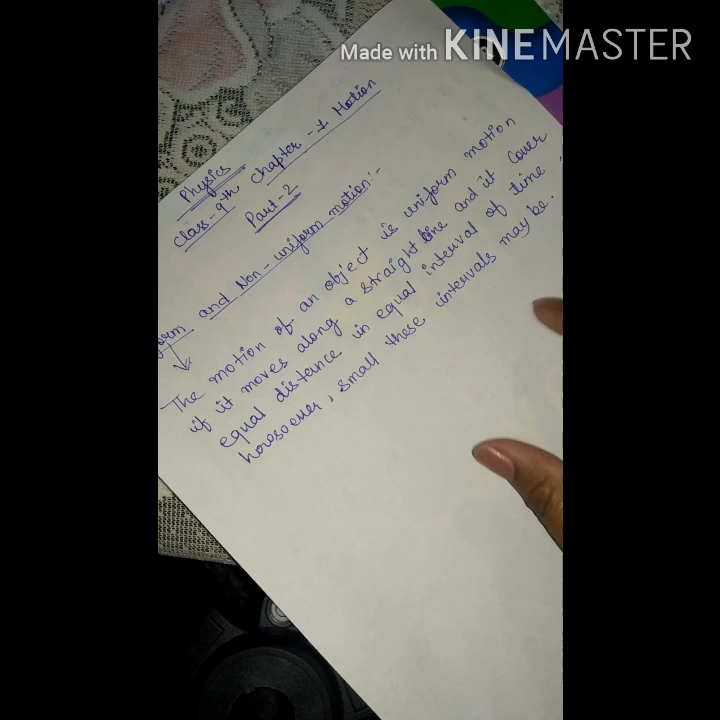 Made with KINEMASTER
Physics
Class-9th Chapter-1 Motion
Part-2
form and Non-uniform motion:-
The motion of an object is uniform motion
if it moves along a straight line and it cover
equal distance in equal interval of time,
howsoever, small these intervals may be.